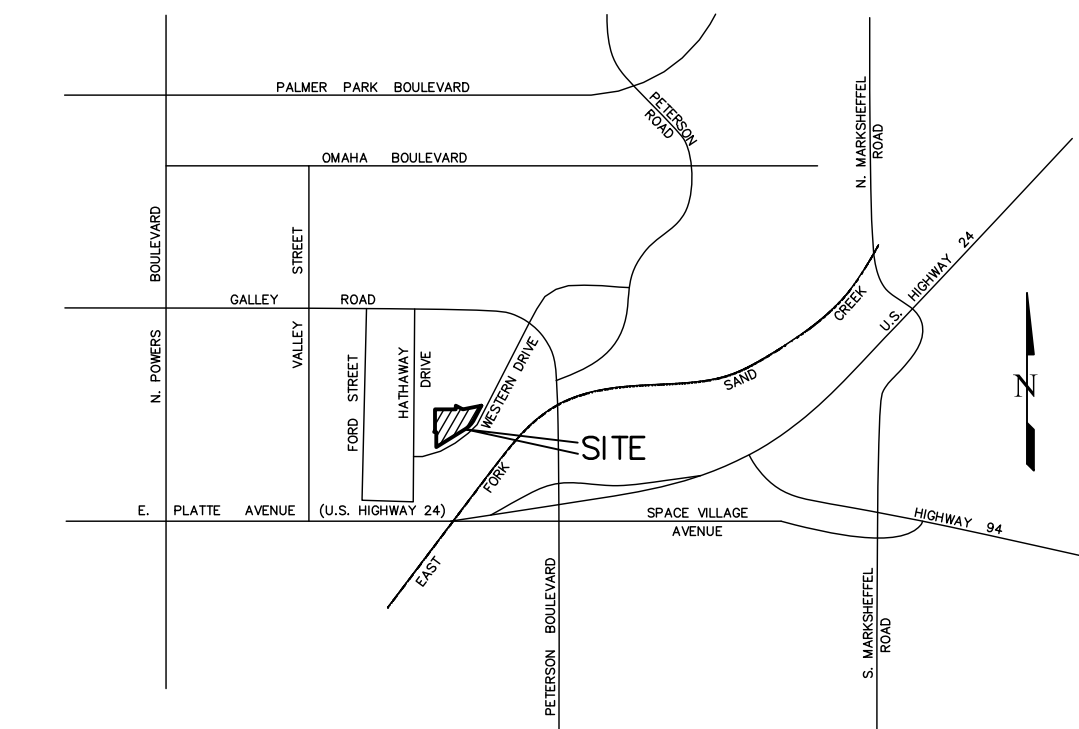 PALMER PARK BOULEVARD
PETERSON
ROAD
N. MARKSHEFFEL
ROAD
OMAHA BOULEVARD
N. POWERS BOULEVARD
VALLEY STREET
GALLEY ROAD
U.S. HIGHWAY 24
FORD STREET
HATHAWAY
DRIVE
WESTERN DRIVE
EAST FORK SAND CREEK
N
SITE
E. PLATTE AVENUE (U.S. HIGHWAY 24)
SPACE VILLAGE
AVENUE
HIGHWAY 94
PETERSON BOULEVARD
S. MARKSHEFFEL
ROAD